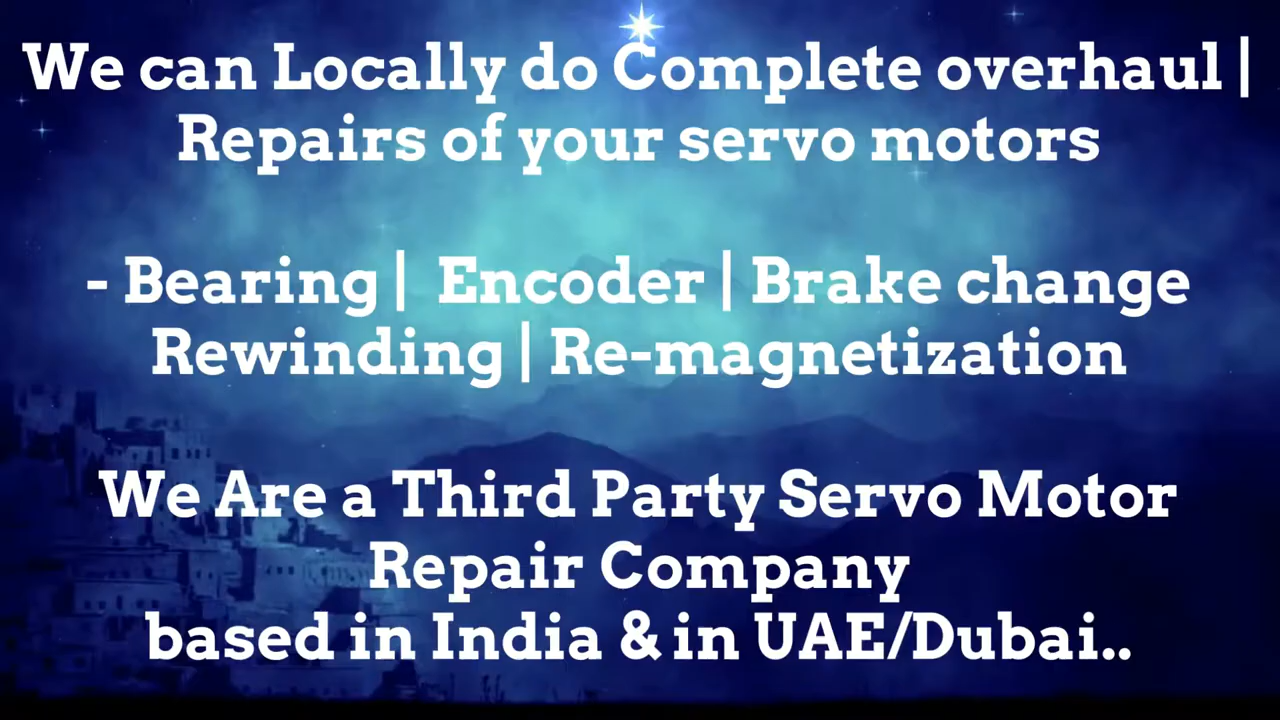 We can Locally do Complete overhaul |
Repairs of your servo motors
- Bearing | Encoder | Brake change
Rewinding | Re-magnetization
We Are a Third Party Servo Motor
Repair Company
based in India & in UAE/Dubai..